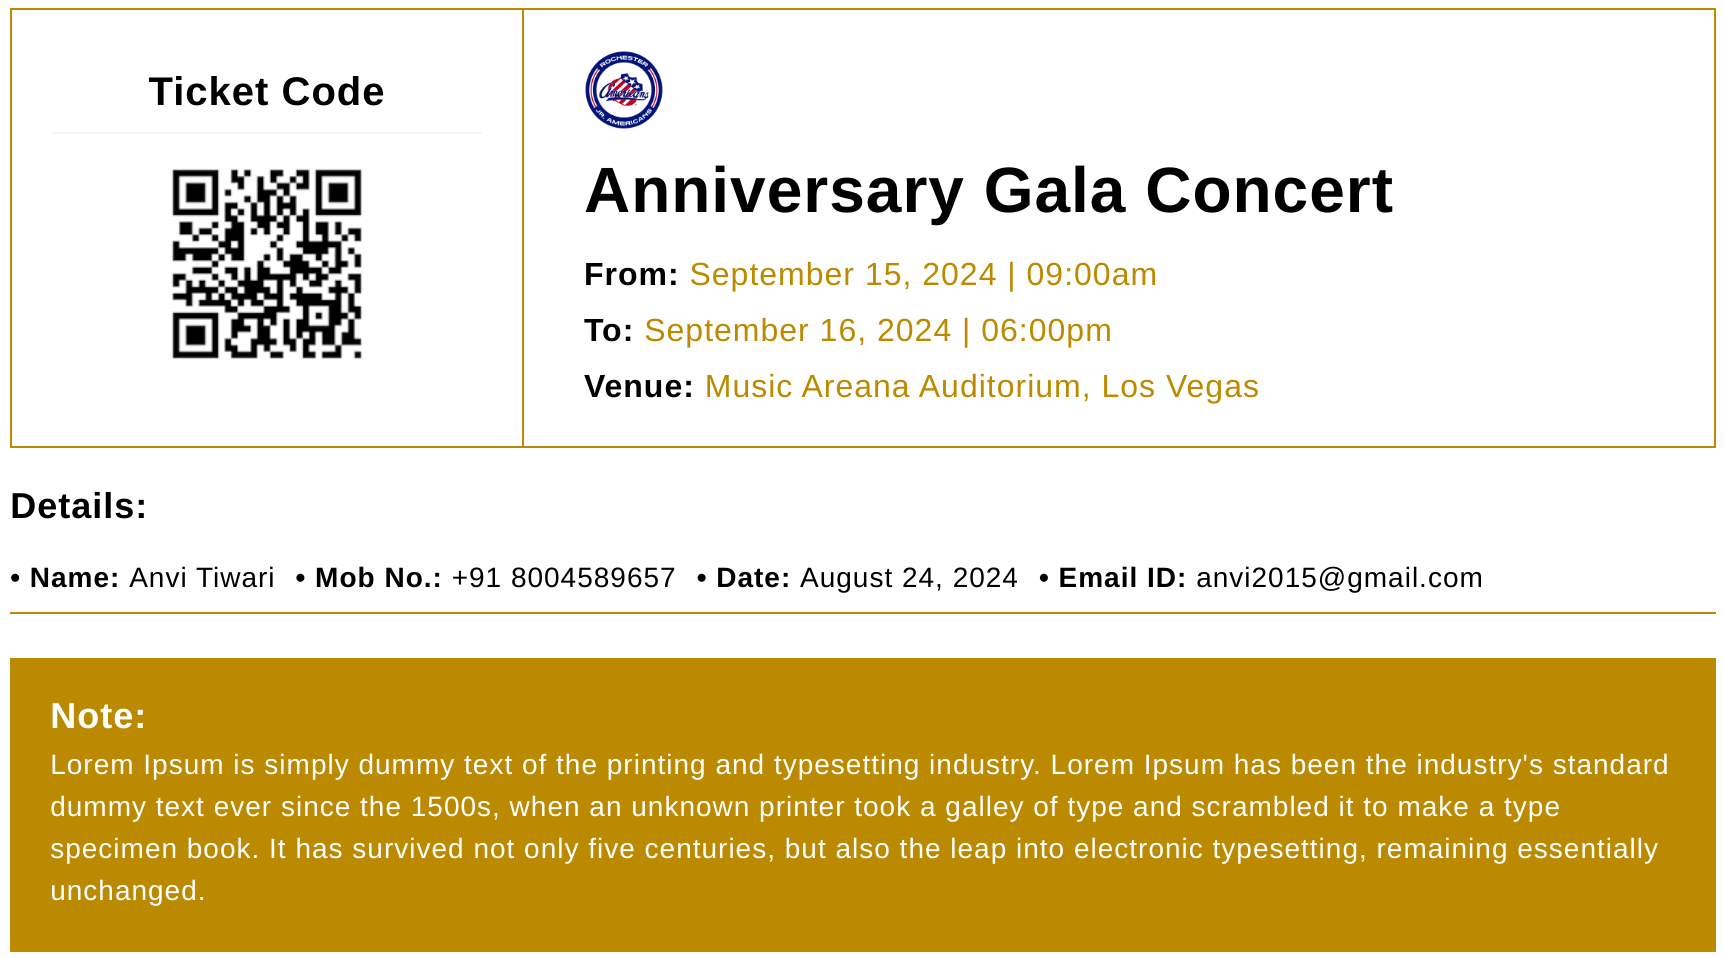 Ticket Code
ROCHESTER
Americans
JR. AMERICANS
Anniversary Gala Concert
From: September 15, 2024 | 09:00am
To: September 16, 2024 | 06:00pm
Venue: Music Areana Auditorium, Los Vegas
Details:
• Name: Anvi Tiwari • Mob No.: +91 8004589657 • Date: August 24, 2024 • Email ID: anvi2015@gmail.com
Note:
Lorem Ipsum is simply dummy text of the printing and typesetting industry. Lorem Ipsum has been the industry's standard
dummy text ever since the 1500s, when an unknown printer took a galley of type and scrambled it to make a type
specimen book. It has survived not only five centuries, but also the leap into electronic typesetting, remaining essentially
unchanged.